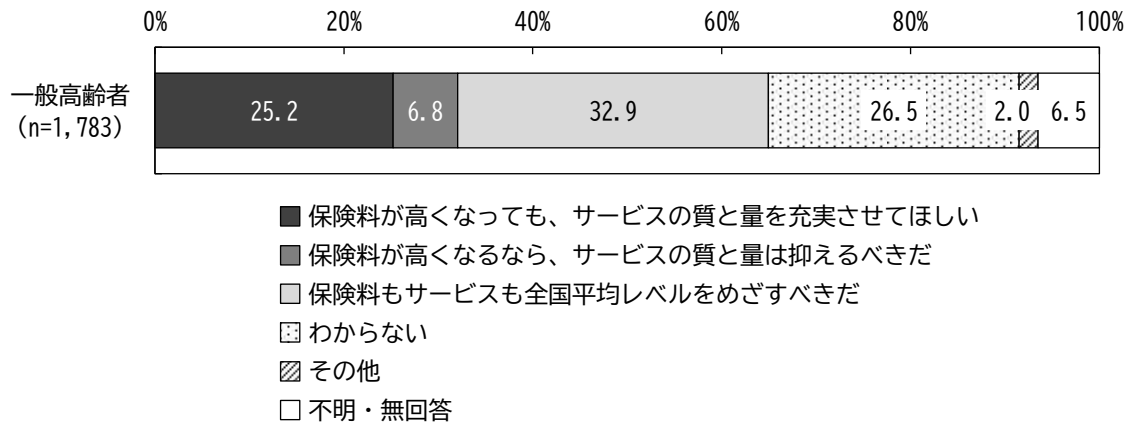 0% 20% 40% 60% 80% 100%
一般高齢者
(n=1,783)
25.2 6.8 32.9 26.5 2.0 6.5
保険料が高くなっても、サービスの質と量を充実させてほしい
保険料が高くなるなら、サービスの質と量は抑えるべきだ
保険料もサービスも全国平均レベルをめざすべきだ
わからない
その他
不明・無回答